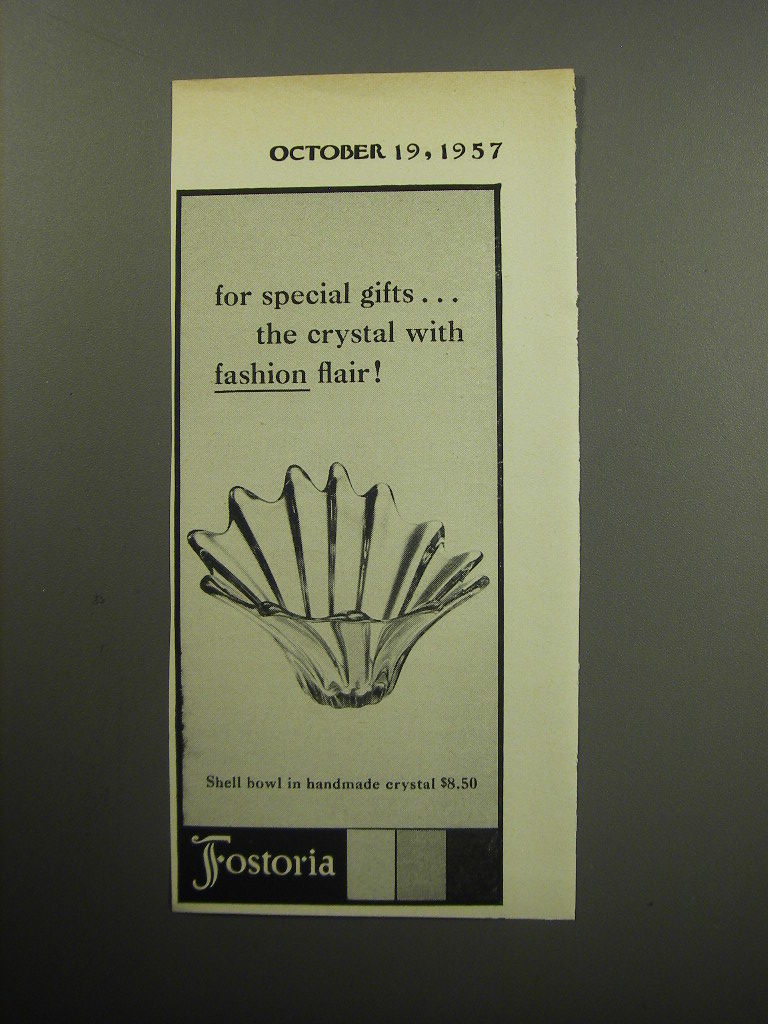 OCTOBER 19, 1957
for special gifts...
the crystal with
fashion flair!
Shell bowl in handmade crystal $8.50
Fostoria